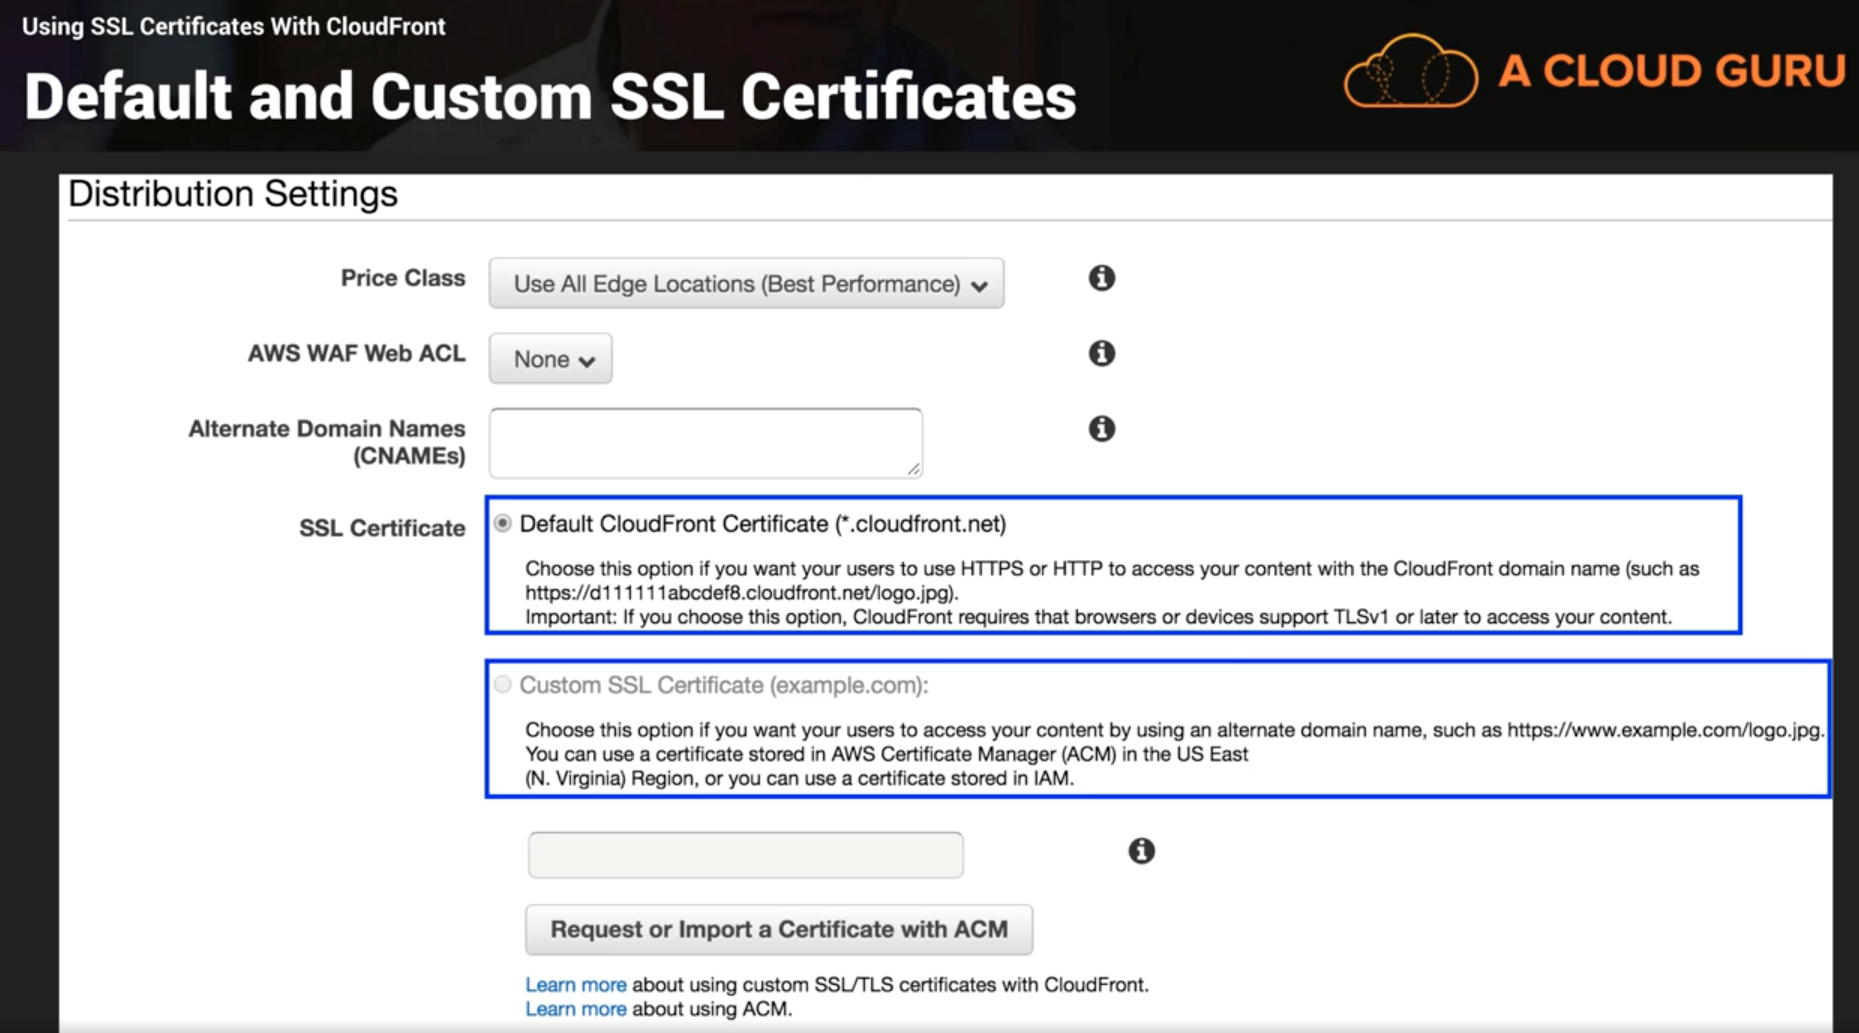 Using SSL Certificates With CloudFront
Default and Custom SSL Certificates
A CLOUD GURU
Distribution Settings
Price Class
Use All Edge Locations (Best Performance)
AWS WAF Web ACL
None
Alternate Domain Names
(CNAMEs)
SSL Certificate
Default CloudFront Certificate (*.cloudfront.net)
Choose this option if you want your users to use HTTPS or HTTP to access your content with the CloudFront domain name (such as
https://d111111abcdef8.cloudfront.net/logo.jpg).
Important: If you choose this option, CloudFront requires that browsers or devices support TLSv1 or later to access your content.
Custom SSL Certificate (example.com):
Choose this option if you want your users to access your content by using an alternate domain name, such as https://www.example.com/logo.jpg.
You can use a certificate stored in AWS Certificate Manager (ACM) in the US East
(N. Virginia) Region, or you can use a certificate stored in IAM.
Request or Import a Certificate with ACM
Learn more about using custom SSL/TLS certificates with CloudFront.
Learn more about using ACM.